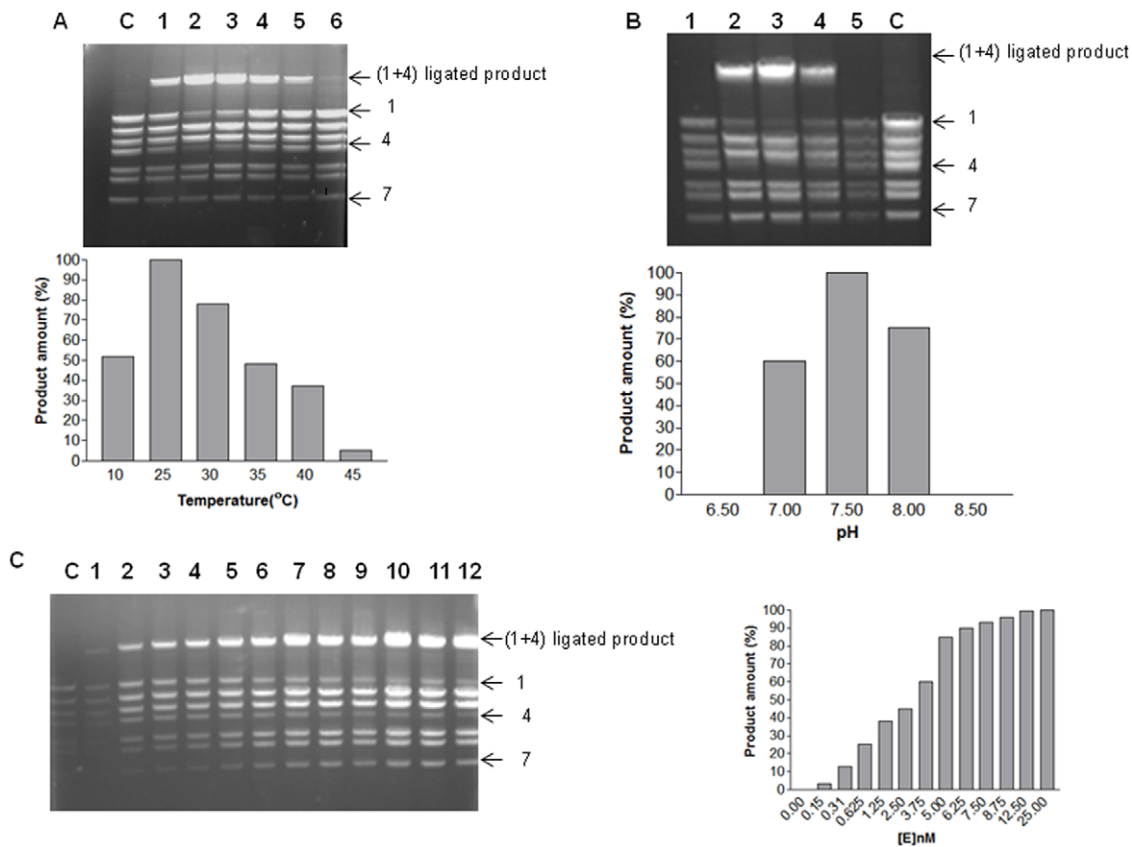 A
C 1 2 3 4 5 6
(1+4) ligated product
1
4
7
Product amount (%)
100
90
80
70
60
50
40
30
20
10
0
10 25 30 35 40 45
Temperature(°C)
B
1 2 3 4 5 C
(1+4) ligated product
1
4
7
Product amount (%)
100
90
80
70
60
50
40
30
20
10
0
6.50 7.00 7.50 8.00 8.50
pH
C
C 1 2 3 4 5 6 7 8 9 10 11 12
(1+4) ligated product
1
4
7
Product amount (%)
100
90
80
70
60
50
40
30
20
10
0
0.00 0.15 0.31 0.625 1.25 2.50 3.75 5.00 6.25 7.50 8.75 12.50 25.00
[E]nM